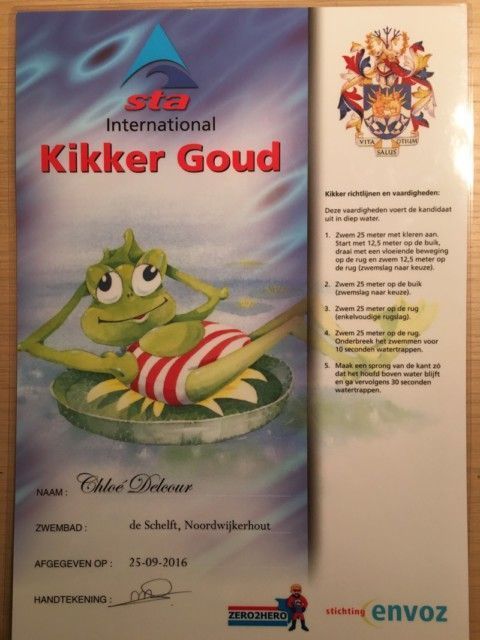 sta
International
Kikker Goud
VITA OTIUM
SALUS
Kikker richtlijnen en vaardigheden:
Deze vaardigheden voert de kandidaat
uit in diep water.
1. Zwem 25 meter met kleren aan.
Start met 12,5 meter op de buik,
draai met een vloeiende beweging
op de rug en zwem 12,5 meter op
de rug (zwemslag naar keuze).
2. Zwem 25 meter op de buik
(zwemslag naar keuze).
3. Zwem 25 meter op de rug
(enkelvoudige rugslag).
4. Zwem 25 meter op de rug.
Onderbreek het zwemmen voor
10 seconden watertrappen.
5. Maak een sprong van de kant zó
dat het hoofd boven water blijft
en ga vervolgens 30 seconden
watertrappen.
NAAM : Chloé Delcour
ZWEMBAD : de Schelft, Noordwijkerhout
AFGEGEVEN OP : 25-09-2016
HANDTEKENING :
ZERO2HERO
stichting envoz